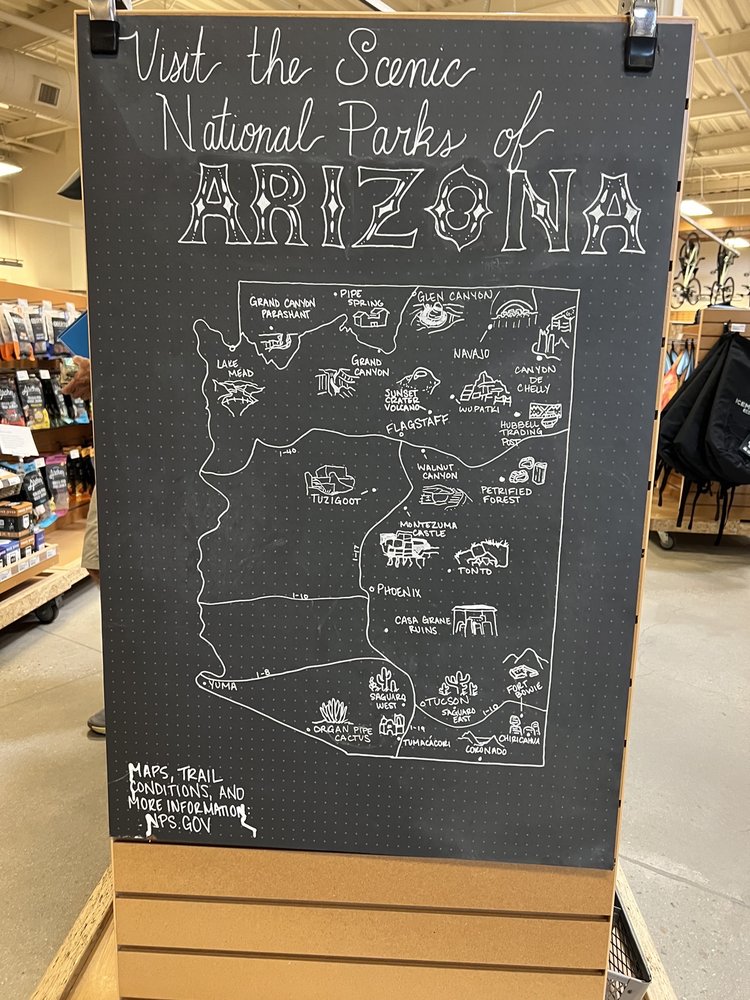 Visit the Scenic
National Parks of
ARIZONA
GRAND CANYON
PARASHANT
PIPE
SPRING
GLEN CANYON
NAVAJO
CANYON
DE
CHELLY
LAKE
MEAD
GRAND
CANYON
SUNSET
CRATER
VOLCANO
WUPATKI
HUBBELL
TRADING
POST
FLAGSTAFF
I-40
WALNUT
CANYON
PETRIFIED
FOREST
TUZIGOOT
MONTEZUMA
CASTLE
I-17
TONTO
PHOENIX
I-10
CASA GRANE
RUINS
I-8
YUMA
SAGUARO
WEST
TUCSON
SAGUARO
EAST
I-10
FORT
BOWIE
ORGAN PIPE
CACTUS
I-19
TUMACACORI
CORONADO
CHIRICAHUA
MAPS, TRAIL
CONDITIONS, AND
MORE INFORMATION:
NPS.GOV